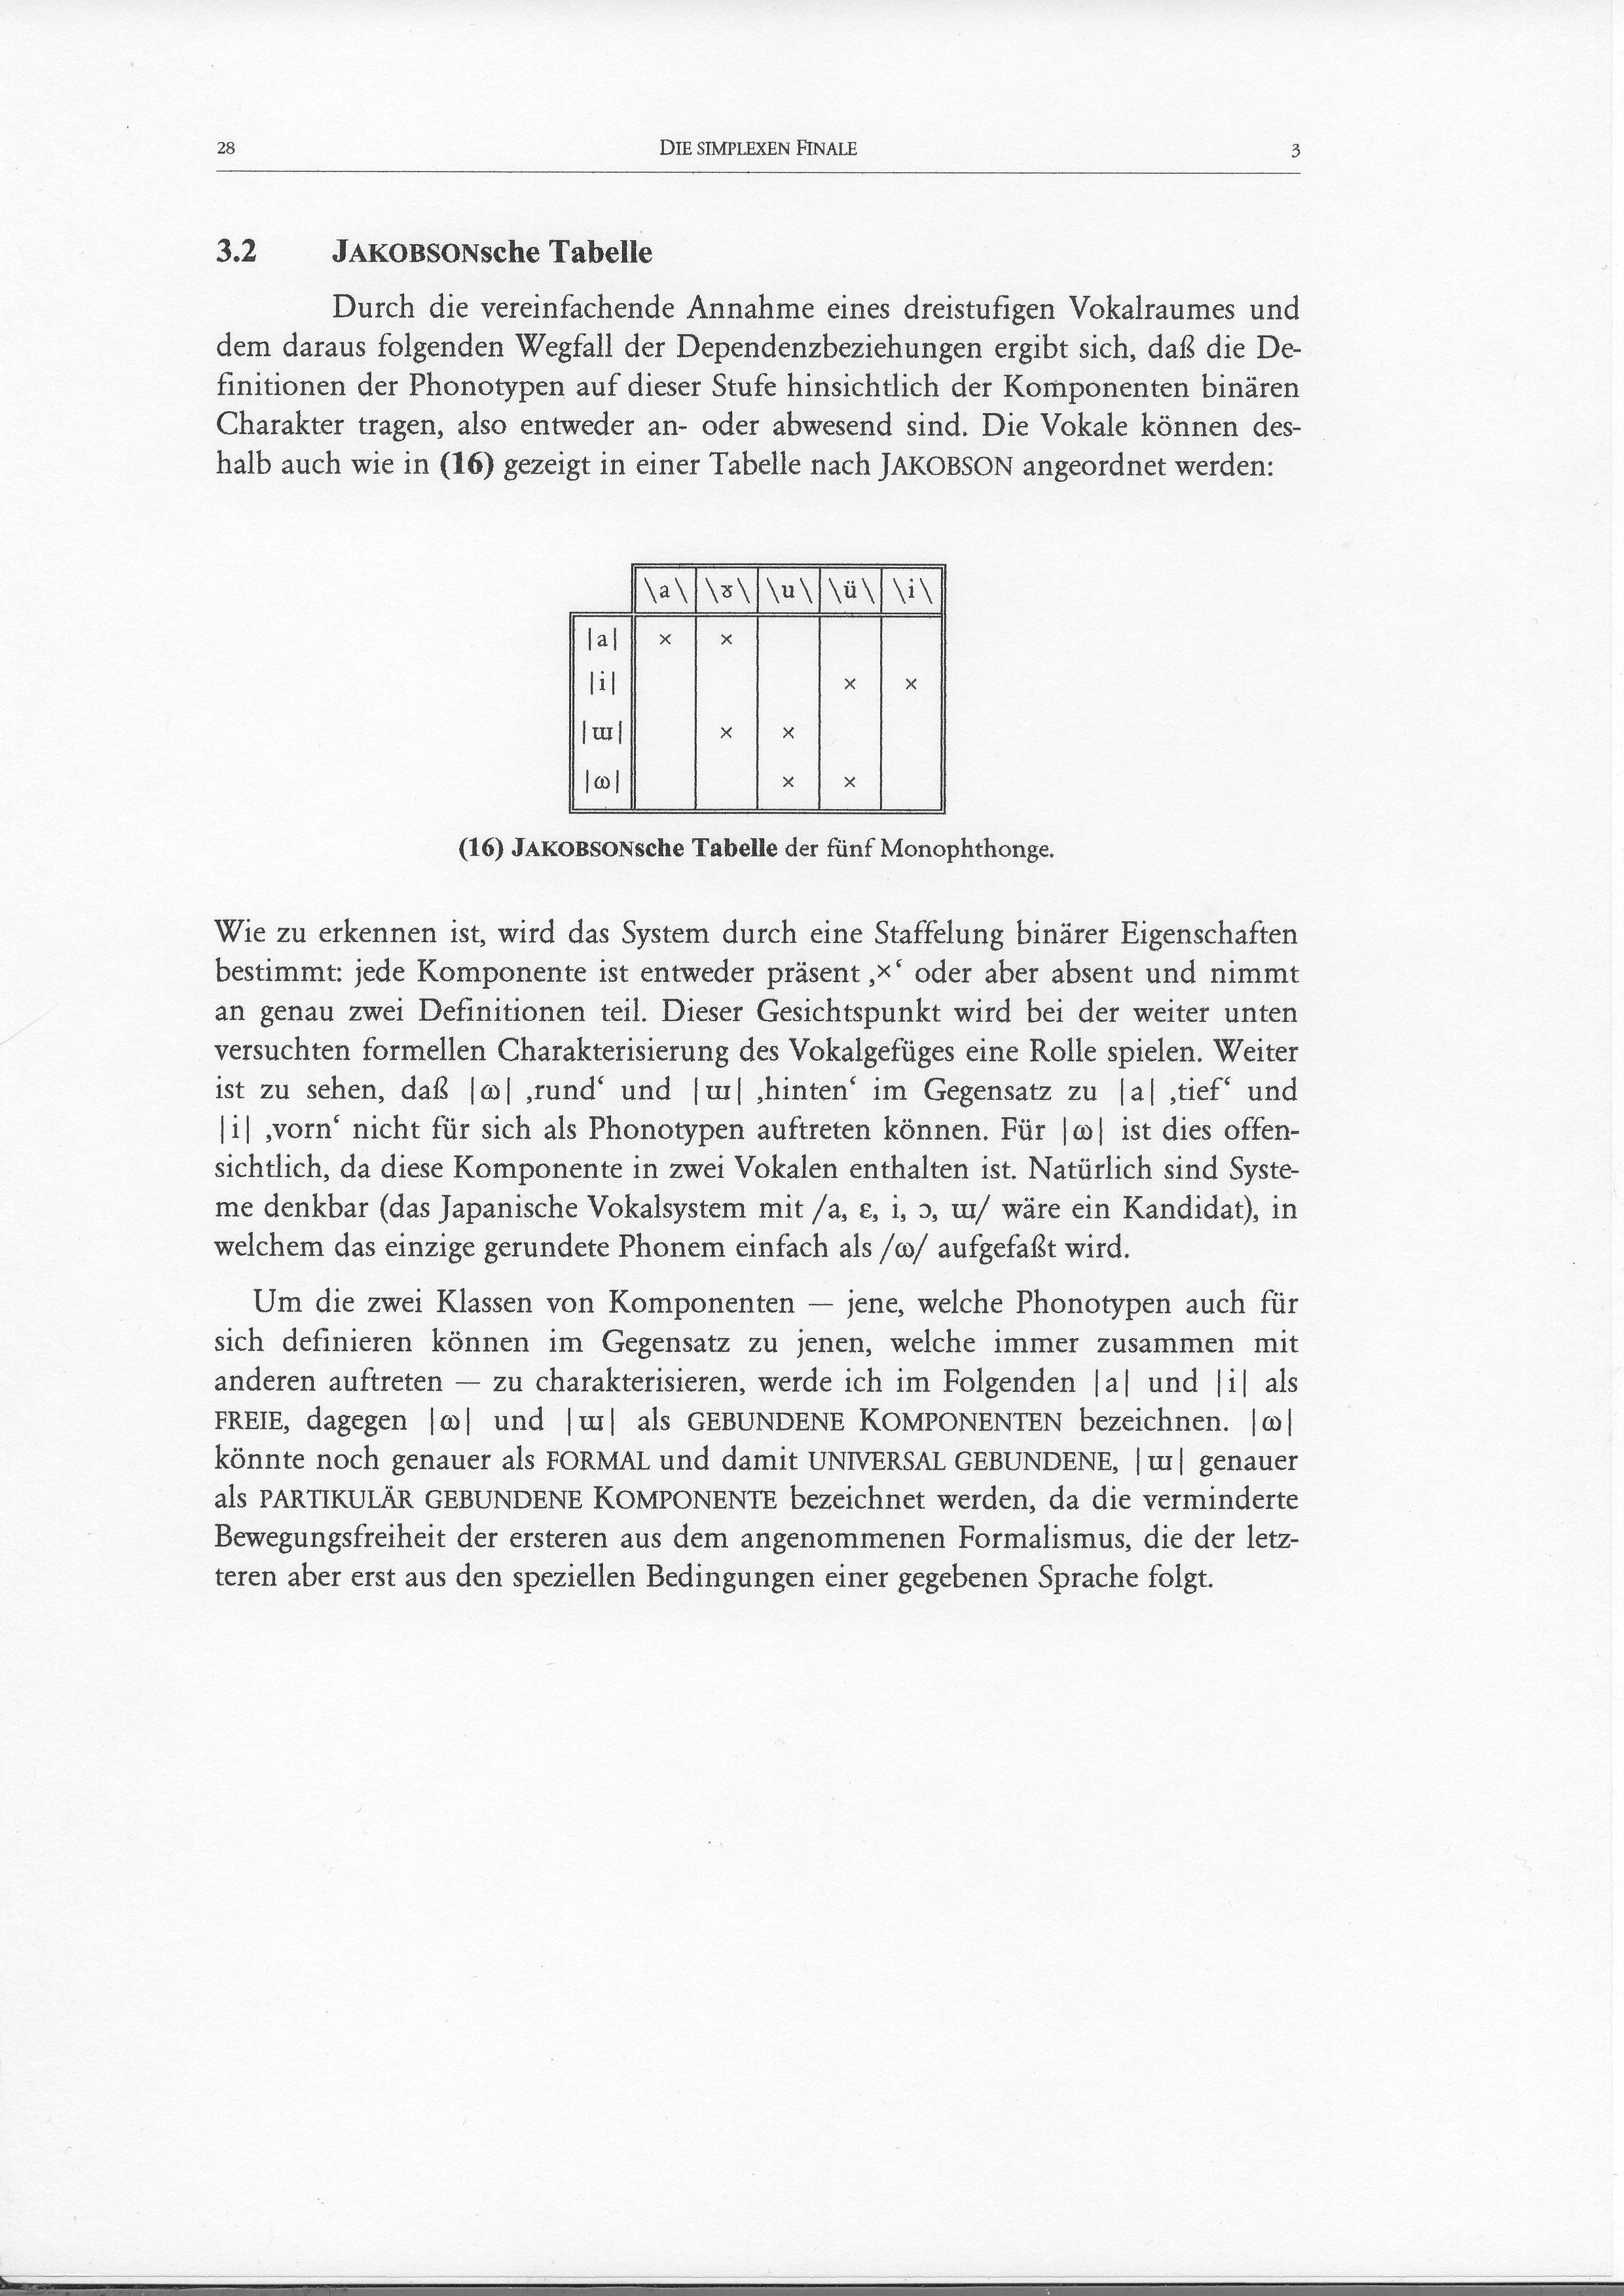 28 DIE SIMPLEXEN FINALE 3
3.2 JAKOBSONsche Tabelle
Durch die vereinfachende Annahme eines dreistufigen Vokalraumes und
dem daraus folgenden Wegfall der Dependenzbeziehungen ergibt sich, daß die De-
finitionen der Phonotypen auf dieser Stufe hinsichtlich der Komponenten binären
Charakter tragen, also entweder an- oder abwesend sind. Die Vokale können des-
halb auch wie in (16) gezeigt in einer Tabelle nach JAKOBSON angeordnet werden:
\a\ \ɤ\ \u\ \ü\ \i\
|a| × ×
|i| × ×
|ɯ| × ×
|ω| × ×
(16) JAKOBSONsche Tabelle der fünf Monophthonge.
Wie zu erkennen ist, wird das System durch eine Staffelung binärer Eigenschaften
bestimmt: jede Komponente ist entweder präsent ‚×‘ oder aber absent und nimmt
an genau zwei Definitionen teil. Dieser Gesichtspunkt wird bei der weiter unten
versuchten formellen Charakterisierung des Vokalgefüges eine Rolle spielen. Weiter
ist zu sehen, daß |ω| ‚rund‘ und |ɯ| ‚hinten‘ im Gegensatz zu |a| ‚tief‘ und
|i| ‚vorn‘ nicht für sich als Phonotypen auftreten können. Für |ω| ist dies offen-
sichtlich, da diese Komponente in zwei Vokalen enthalten ist. Natürlich sind Syste-
me denkbar (das Japanische Vokalsystem mit /a, ɛ, i, ɔ, ɯ/ wäre ein Kandidat), in
welchem das einzige gerundete Phonem einfach als /ω/ aufgefaßt wird.
Um die zwei Klassen von Komponenten — jene, welche Phonotypen auch für
sich definieren können im Gegensatz zu jenen, welche immer zusammen mit
anderen auftreten — zu charakterisieren, werde ich im Folgenden |a| und |i| als
FREIE, dagegen |ω| und |ɯ| als GEBUNDENE KOMPONENTEN bezeichnen. |ω|
könnte noch genauer als FORMAL und damit UNIVERSAL GEBUNDENE, |ɯ| genauer
als PARTIKULÄR GEBUNDENE KOMPONENTE bezeichnet werden, da die verminderte
Bewegungsfreiheit der ersteren aus dem angenommenen Formalismus, die der letz-
teren aber erst aus den speziellen Bedingungen einer gegebenen Sprache folgt.